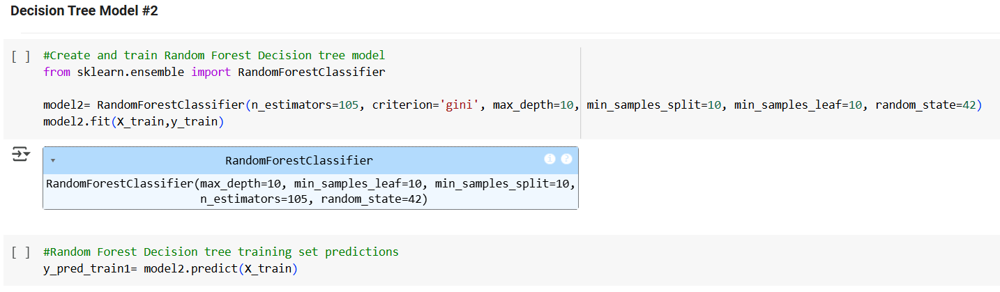 Decision Tree Model #2
[ ] #Create and train Random Forest Decision tree model
from sklearn.ensemble import RandomForestClassifier
model2= RandomForestClassifier(n_estimators=105, criterion='gini', max_depth=10, min_samples_split=10, min_samples_leaf=10, random_state=42)
model2.fit(X_train,y_train)
RandomForestClassifier i ?
RandomForestClassifier(max_depth=10, min_samples_leaf=10, min_samples_split=10,
n_estimators=105, random_state=42)
[ ] #Random Forest Decision tree training set predictions
y_pred_train1= model2.predict(X_train)